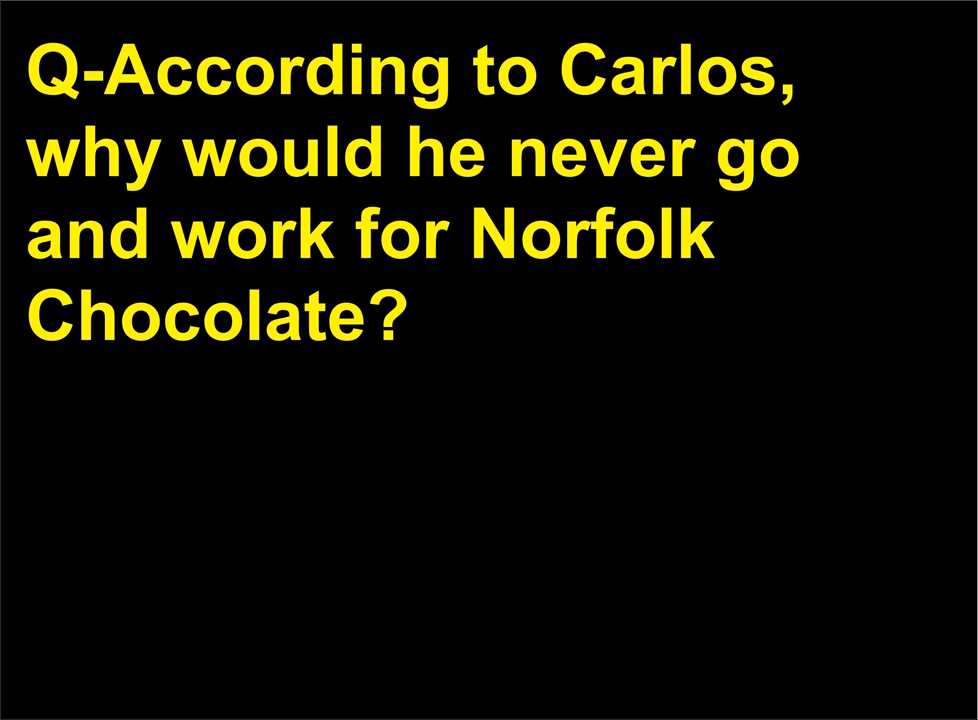 Q-According to Carlos,
why would he never go
and work for Norfolk
Chocolate?